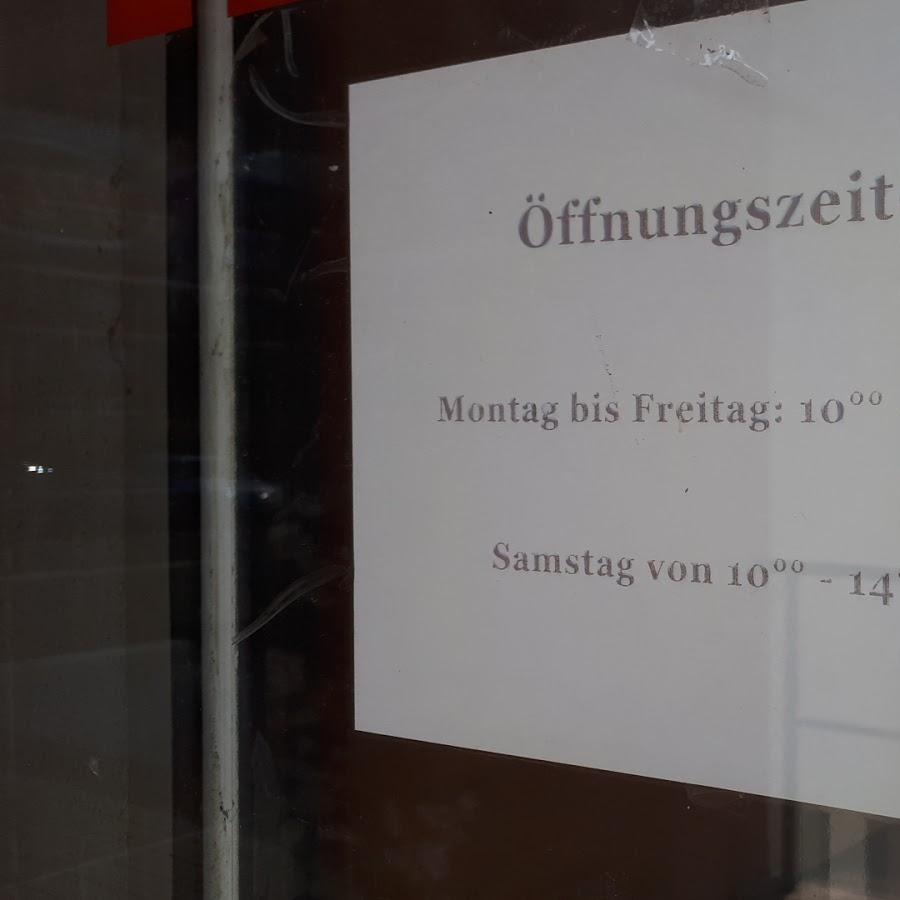 Öffnungszeit
Montag bis Freitag: 10⁰⁰
Samstag von 10⁰⁰ - 14